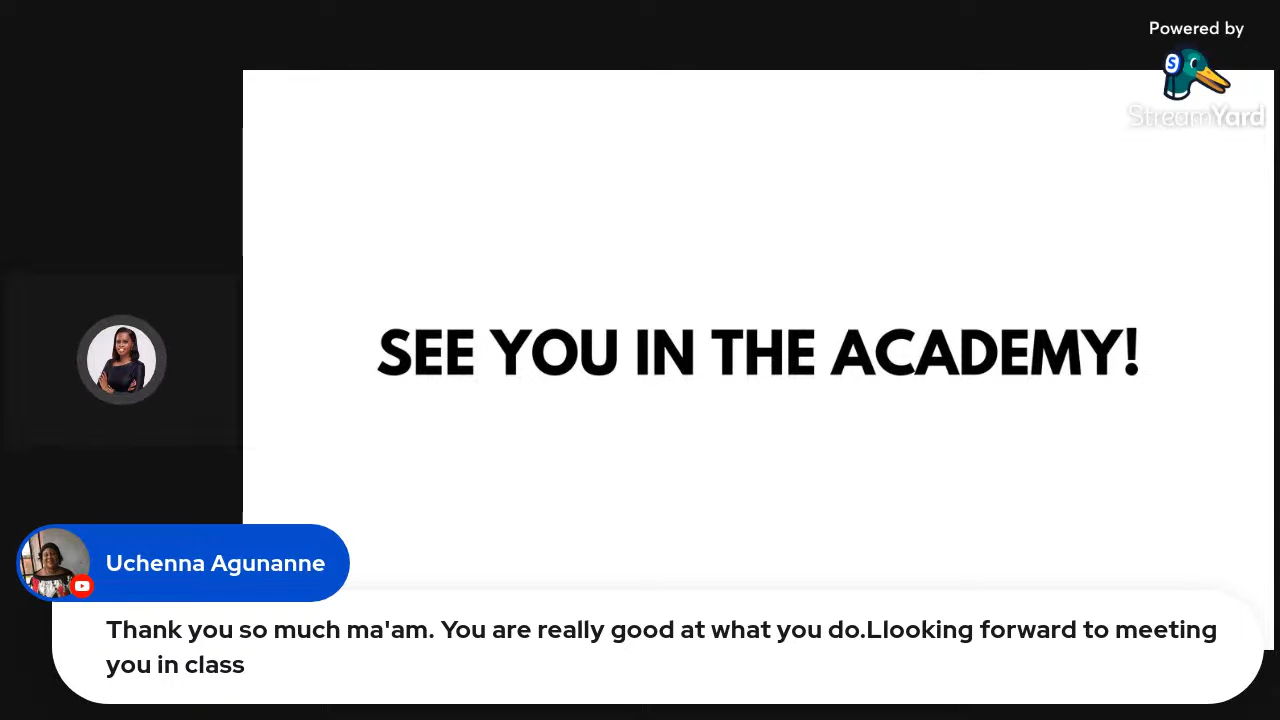 Powered by
S
StreamYard
SEE YOU IN THE ACADEMY!
Uchenna Agunanne
Thank you so much ma'am. You are really good at what you do.Llooking forward to meeting
you in class